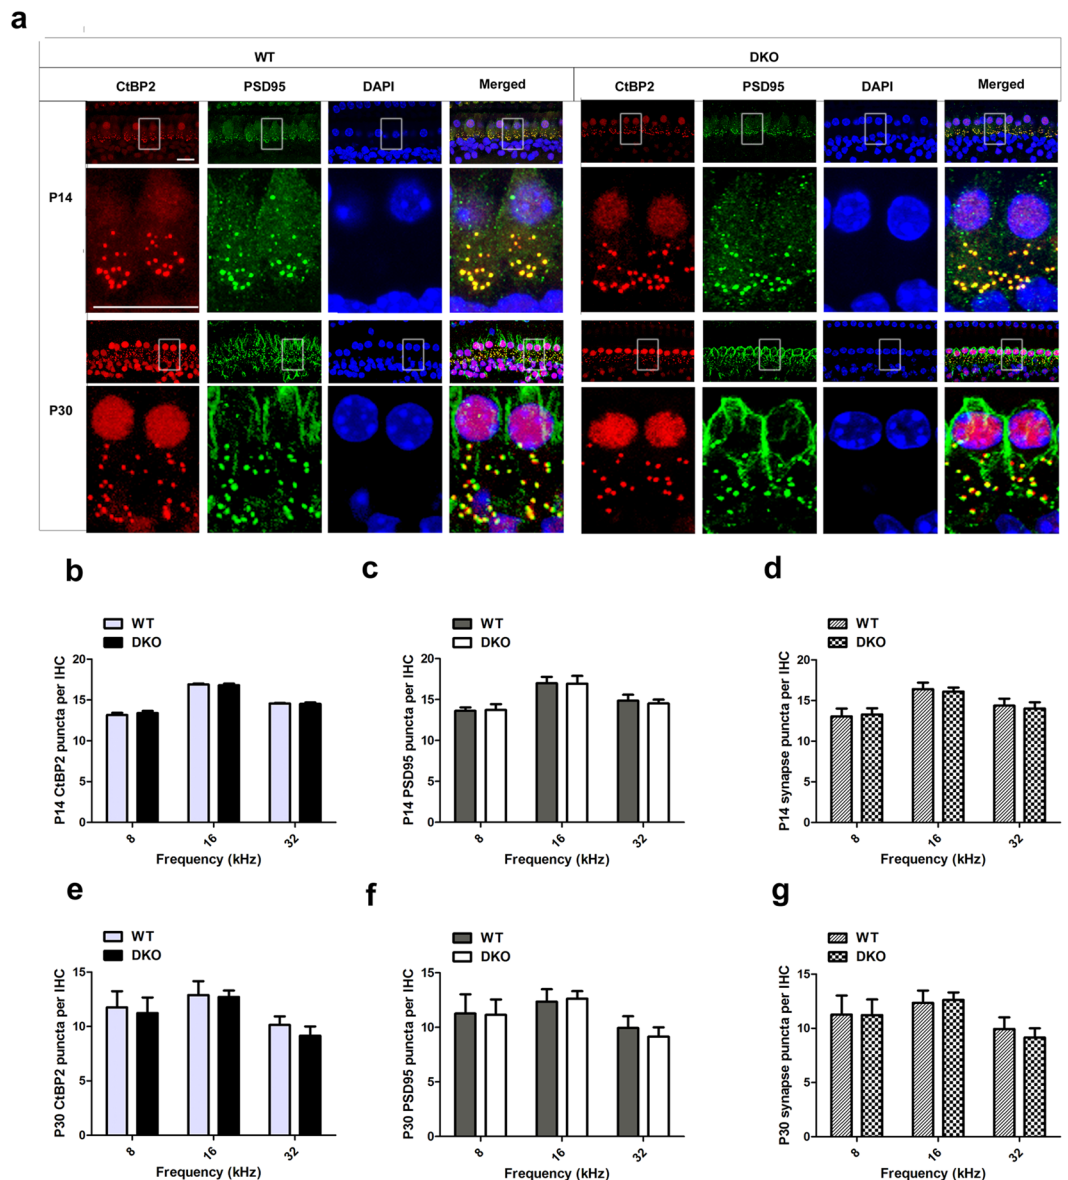 a
WT DKO
CtBP2 PSD95 DAPI Merged CtBP2 PSD95 DAPI Merged
P14
P30
b
WT
DKO
P14 CtBP2 puncta per IHC
20
15
10
5
0
8 16 32
Frequency (kHz)
c
WT
DKO
P14 PSD95 puncta per IHC
20
15
10
5
0
8 16 32
Frequency (kHz)
d
WT
DKO
P14 synapse puncta per IHC
20
15
10
5
0
8 16 32
Frequency (kHz)
e
WT
DKO
P30 CtBP2 puncta per IHC
15
10
5
0
8 16 32
Frequency (kHz)
f
WT
DKO
P30 PSD95 puncta per IHC
15
10
5
0
8 16 32
Frequency (kHz)
g
WT
DKO
P30 synapse puncta per IHC
15
10
5
0
8 16 32
Frequency (kHz)